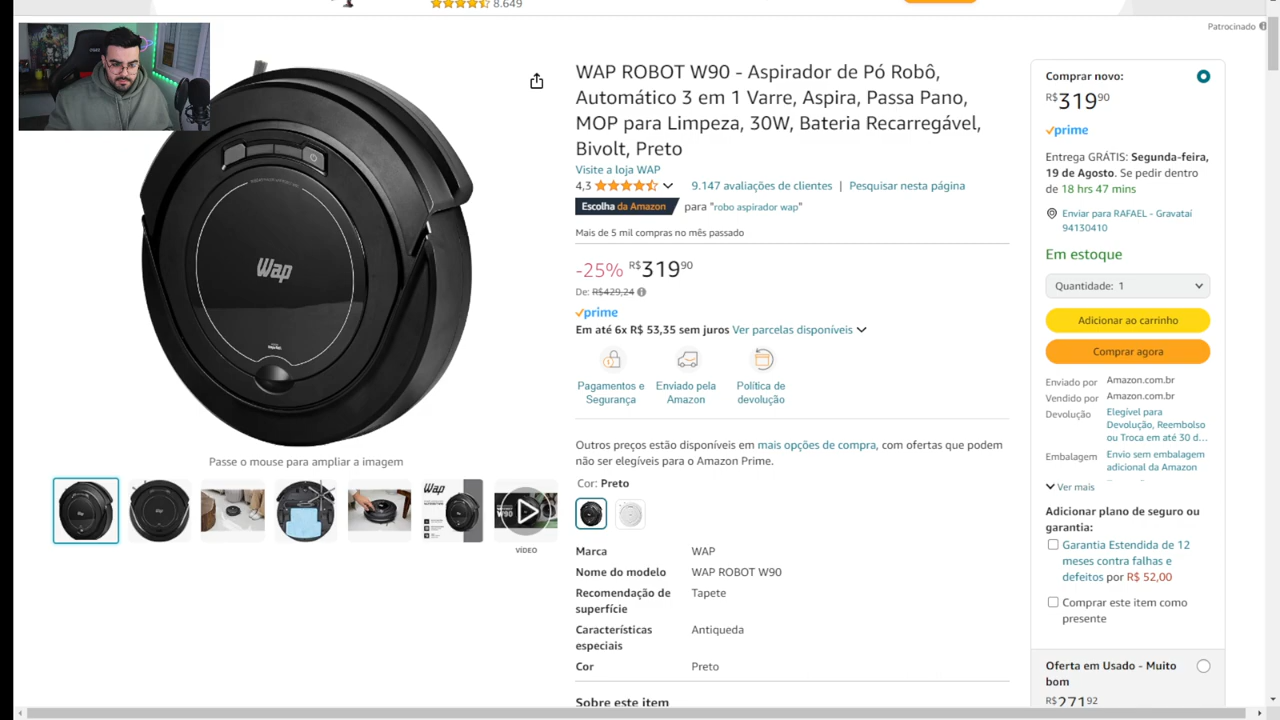 8.649
Patrocinado
WAP ROBOT W90 - Aspirador de Pó Robô,
Automático 3 em 1 Varre, Aspira, Passa Pano,
MOP para Limpeza, 30W, Bateria Recarregável,
Bivolt, Preto
Visite a loja WAP
4,3
9.147 avaliações de clientes | Pesquisar nesta página
Escolha da Amazon para "robo aspirador wap"
Mais de 5 mil compras no mês passado
-25% R$31990
De: R$429,24
prime
Em até 6x R$ 53,35 sem juros Ver parcelas disponíveis
Pagamentos e
Segurança
Enviado pela
Amazon
Política de
devolução
Outros preços estão disponíveis em mais opções de compra, com ofertas que podem
não ser elegíveis para o Amazon Prime.
Cor: Preto
Marca WAP
Nome do modelo WAP ROBOT W90
Recomendação de
superfície
Tapete
Características
especiais
Antiqueda
Cor Preto
Sobre este item
Wap
Passe o mouse para ampliar a imagem
Wap
W90
VÍDEO
Comprar novo:
R$31990
prime
Entrega GRÁTIS: Segunda-feira,
19 de Agosto. Se pedir dentro
de 18 hrs 47 mins
Enviar para RAFAEL - Gravataí
94130410
Em estoque
Quantidade: 1
Adicionar ao carrinho
Comprar agora
Enviado por Amazon.com.br
Vendido por Amazon.com.br
Devolução Elegível para
Devolução, Reembolso
ou Troca em até 30 d...
Embalagem Envio sem embalagem
adicional da Amazon
Ver mais
Adicionar plano de seguro ou
garantia:
Garantia Estendida de 12
meses contra falhas e
defeitos por R$ 52,00
Comprar este item como
presente
Oferta em Usado - Muito
bom
R$27192